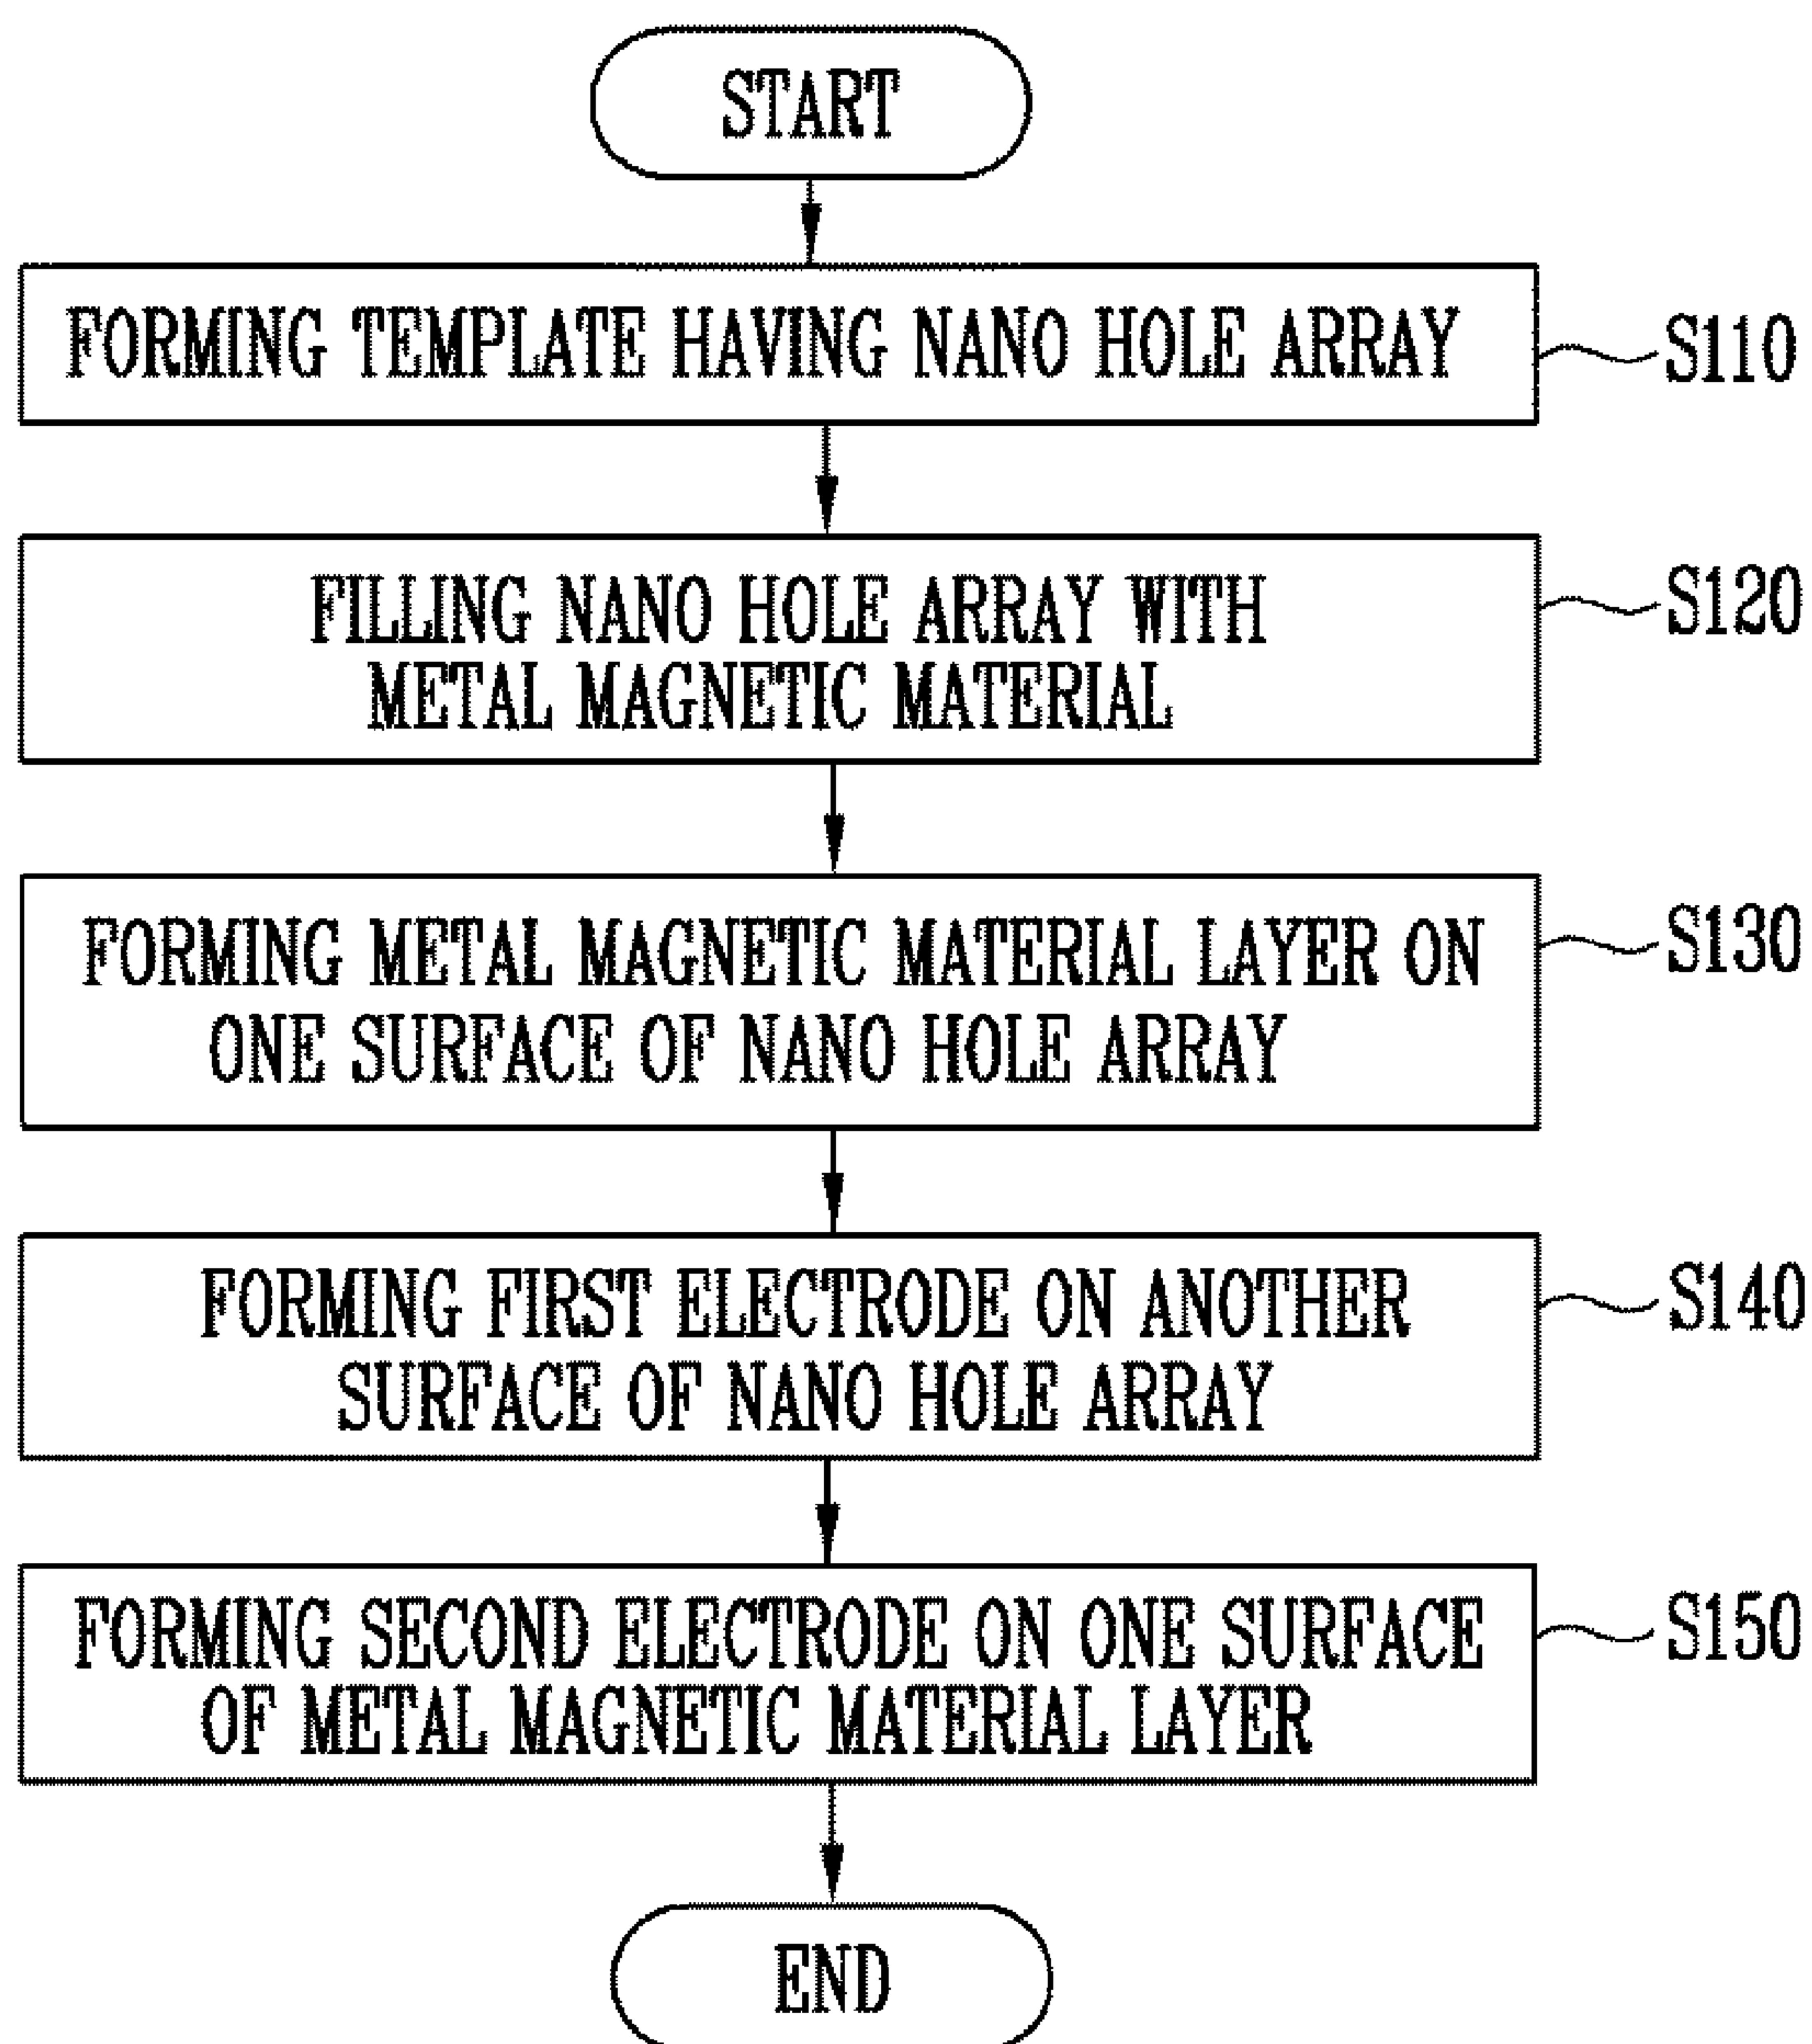 START
FORMING TEMPLATE HAVING NANO HOLE ARRAY
S110
FILLING NANO HOLE ARRAY WITH
METAL MAGNETIC MATERIAL
S120
FORMING METAL MAGNETIC MATERIAL LAYER ON
ONE SURFACE OF NANO HOLE ARRAY
S130
FORMING FIRST ELECTRODE ON ANOTHER
SURFACE OF NANO HOLE ARRAY
S140
FORMING SECOND ELECTRODE ON ONE SURFACE
OF METAL MAGNETIC MATERIAL LAYER
S150
END